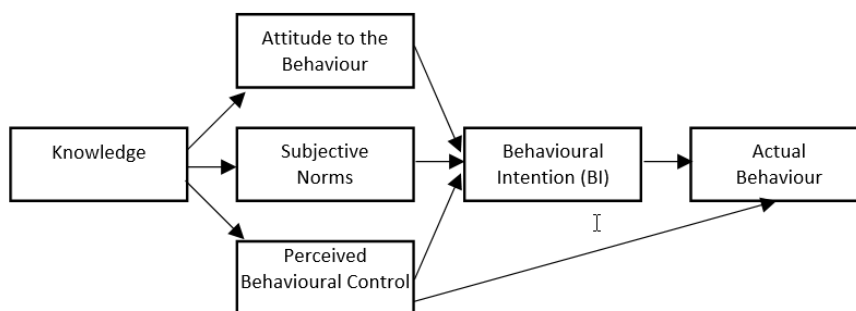 Attitude to the
Behaviour
Knowledge
Subjective
Norms
Behavioural
Intention (BI)
Actual
Behaviour
Perceived
Behavioural Control